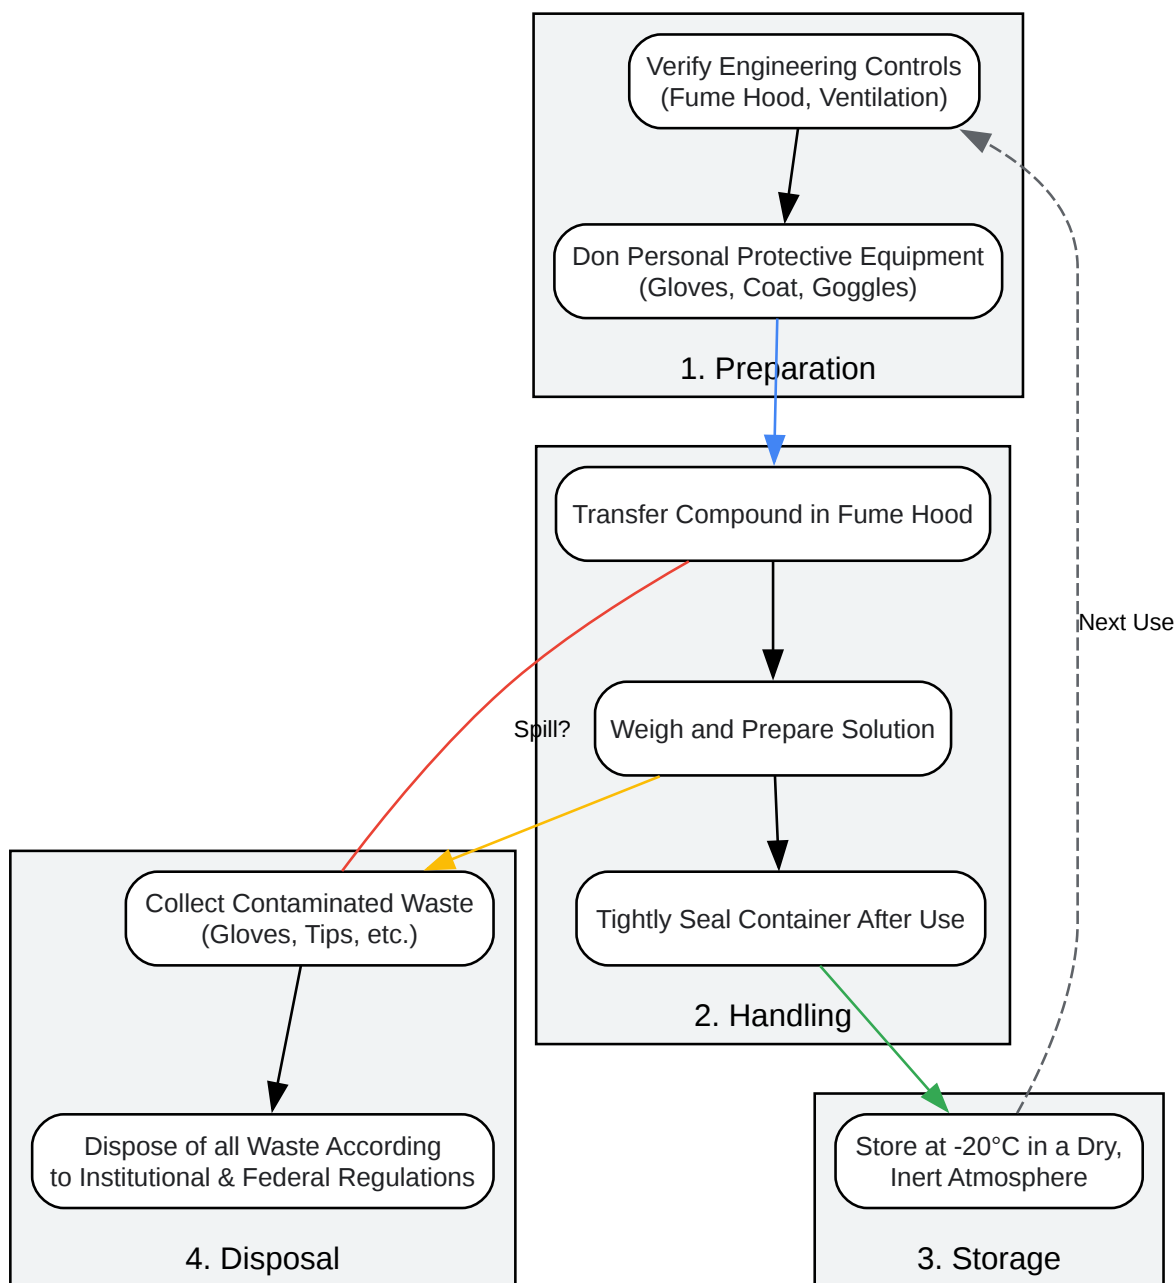 Verify Engineering Controls
(Fume Hood, Ventilation)
Don Personal Protective Equipment
(Gloves, Coat, Goggles)
1. Preparation
Transfer Compound in Fume Hood
Next Use
Spill?
Weigh and Prepare Solution
Collect Contaminated Waste
(Gloves, Tips, etc.)
Tightly Seal Container After Use
2. Handling
Dispose of all Waste According
to Institutional & Federal Regulations
Store at -20°C in a Dry,
Inert Atmosphere
4. Disposal
3. Storage